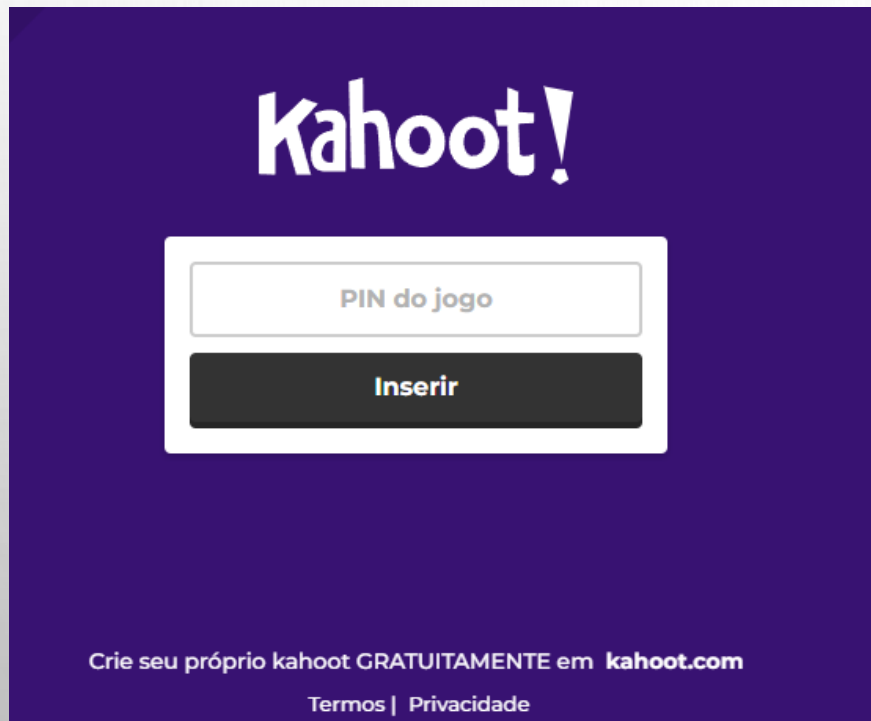 Kahoot!
PIN do jogo
Inserir
Crie seu próprio kahoot GRATUITAMENTE em kahoot.com
Termos | Privacidade